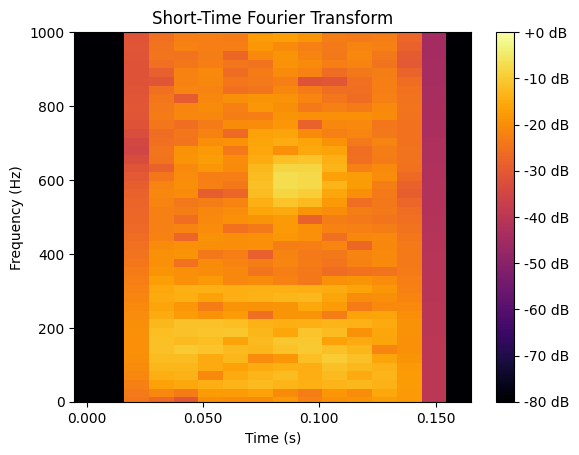 Short-Time Fourier Transform
1000
800
600
400
200
0
Frequency (Hz)
0.000
0.050
0.100
0.150
Time (s)
+0 dB
-10 dB
-20 dB
-30 dB
-40 dB
-50 dB
-60 dB
-70 dB
-80 dB